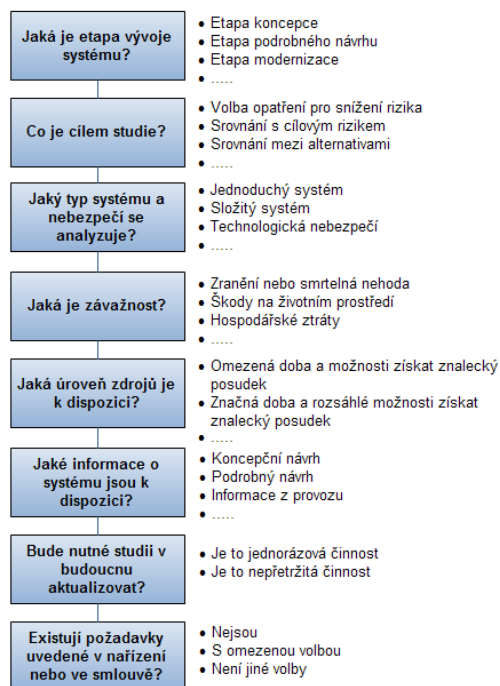 Jaká je etapa vývoje
systému?
• Etapa koncepce
• Etapa podrobného návrhu
• Etapa modernizace
• .....
Co je cílem studie?
• Volba opatření pro snížení rizika
• Srovnání s cílovým rizikem
• Srovnání mezi alternativami
• .....
Jaký typ systému a
nebezpečí se
analyzuje?
• Jednoduchý systém
• Složitý systém
• Technologická nebezpečí
• .....
Jaká je závažnost?
• Zranění nebo smrtelná nehoda
• Škody na životním prostředí
• Hospodářské ztráty
• .....
Jaká úroveň zdrojů je
k dispozici?
• Omezená doba a možnosti získat znalecký
posudek
• Značná doba a rozsáhlé možnosti získat
znalecký posudek
• .....
Jaké informace o
systému jsou k
dispozici?
• Koncepční návrh
• Podrobný návrh
• Informace z provozu
• .....
Bude nutné studii v
budoucnu
aktualizovat?
• Je to jednorázová činnost
• Je to nepřetržitá činnost
Existují požadavky
uvedené v nařízení
nebo ve smlouvě?
• Nejsou
• S omezenou volbou
• Není jiné volby